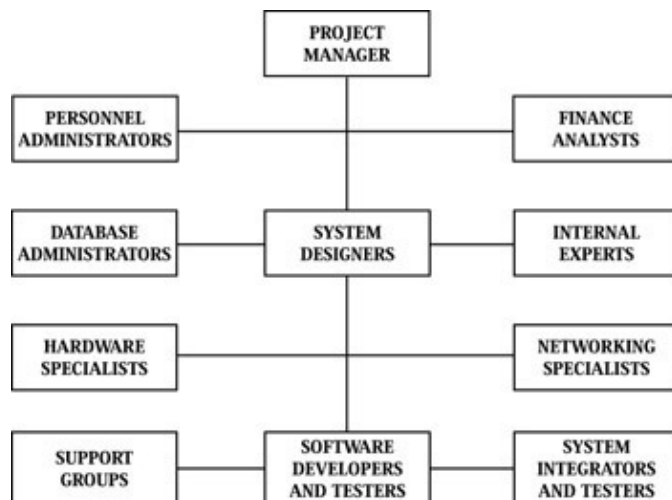 PROJECT
MANAGER
PERSONNEL
ADMINISTRATORS
FINANCE
ANALYSTS
DATABASE
ADMINISTRATORS
SYSTEM
DESIGNERS
INTERNAL
EXPERTS
HARDWARE
SPECIALISTS
NETWORKING
SPECIALISTS
SUPPORT
GROUPS
SOFTWARE
DEVELOPERS
AND TESTERS
SYSTEM
INTEGRATORS
AND TESTERS